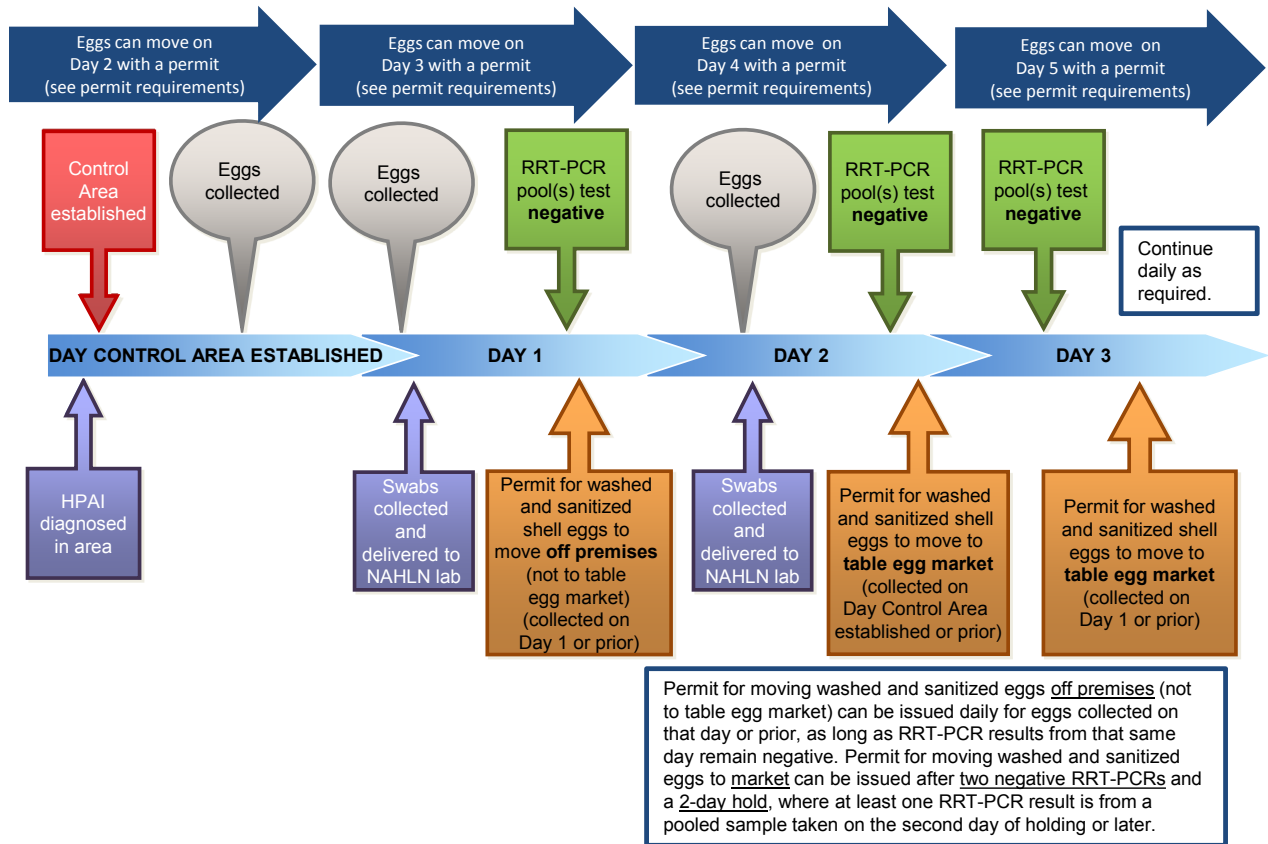 Eggs can move on
Day 2 with a permit
(see permit requirements)
Eggs can move on
Day 3 with a permit
(see permit requirements)
Eggs can move on
Day 4 with a permit
(see permit requirements)
Eggs can move on
Day 5 with a permit
(see permit requirements)
Control
Area
established
Eggs
collected
Eggs
collected
RRT-PCR
pool(s) test
negative
Eggs
collected
RRT-PCR
pool(s) test
negative
RRT-PCR
pool(s) test
negative
Continue
daily as
required.
DAY CONTROL AREA ESTABLISHED
DAY 1
DAY 2
DAY 3
HPAI
diagnosed
in area
Swabs
collected
and
delivered to
NAHLN lab
Permit for washed
and sanitized
shell eggs to
move off premises
(not to table
egg market)
(collected on
Day 1 or prior)
Swabs
collected
and
delivered to
NAHLN lab
Permit for washed
and sanitized shell
eggs to move to
table egg market
(collected on
Day Control Area
established or prior)
Permit for washed
and sanitized shell
eggs to move to
table egg market
(collected on
Day 1 or prior)
Permit for moving washed and sanitized eggs off premises (not
to table egg market) can be issued daily for eggs collected on
that day or prior, as long as RRT-PCR results from that same
day remain negative. Permit for moving washed and sanitized
eggs to market can be issued after two negative RRT-PCRs and
a 2-day hold, where at least one RRT-PCR result is from a
pooled sample taken on the second day of holding or later.